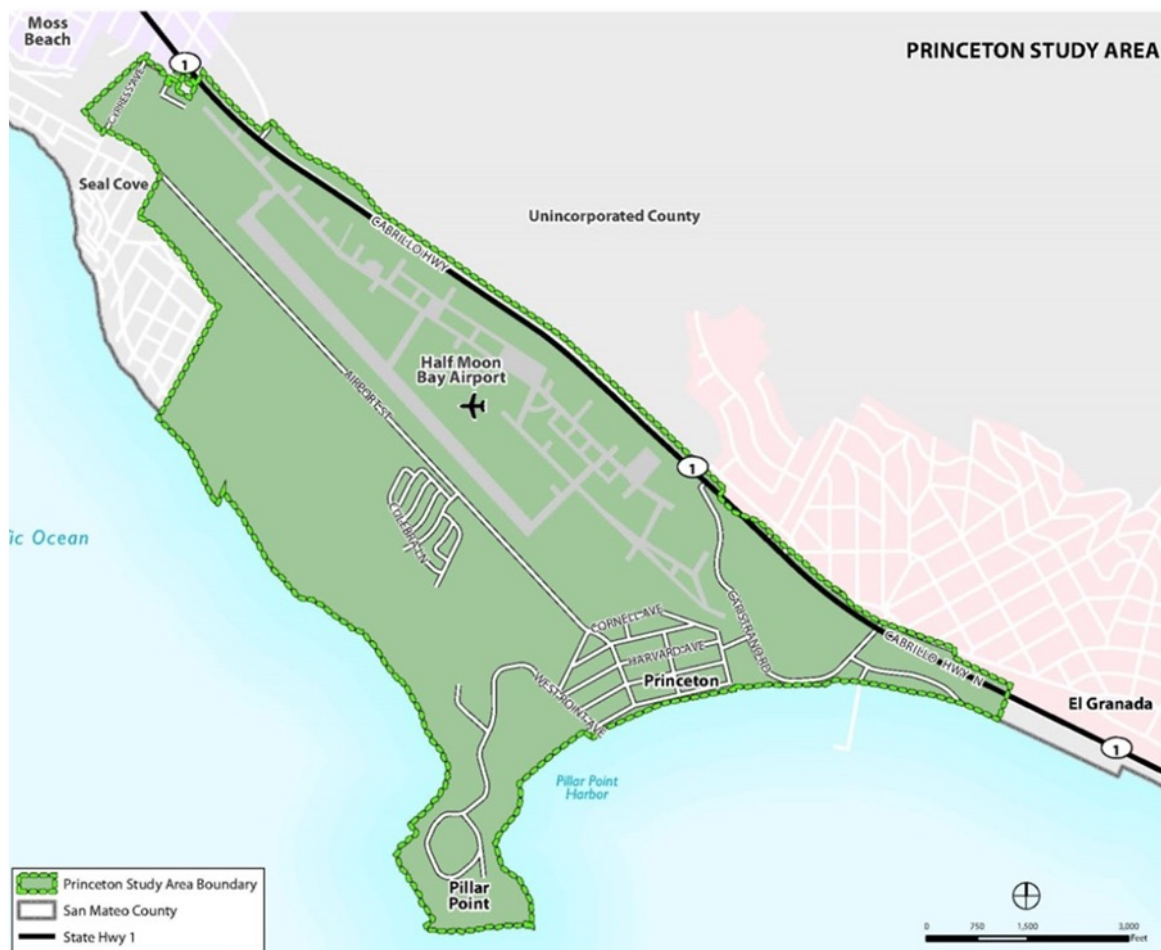 Moss
Beach
1
PRINCETON STUDY AREA
CYPRESS AVE
Seal Cove
Unincorporated County
CABRILLO HWY
Half Moon
Bay Airport
AIRPORT ST
1
ic Ocean
CORNELL AVE
CAPISTRANO RD
HARVARD AVE
CABRILLO HWY N
Princeton
WESTPOINT AVE
El Granada
1
Pillar Point
Harbor
Pillar
Point
Princeton Study Area Boundary
San Mateo County
State Hwy 1
0 750 1,500 3,000
Feet